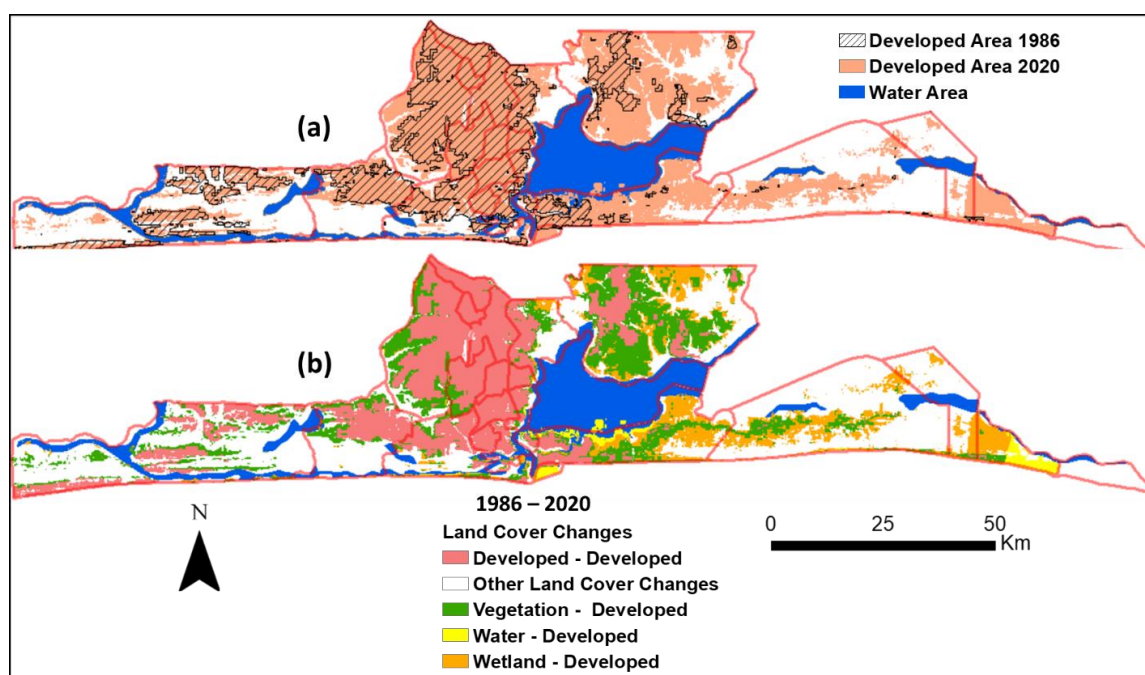 Developed Area 1986
Developed Area 2020
Water Area
(a)
(b)
1986 – 2020
Land Cover Changes
Developed - Developed
Other Land Cover Changes
Vegetation - Developed
Water - Developed
Wetland - Developed
N
0 25 50
Km